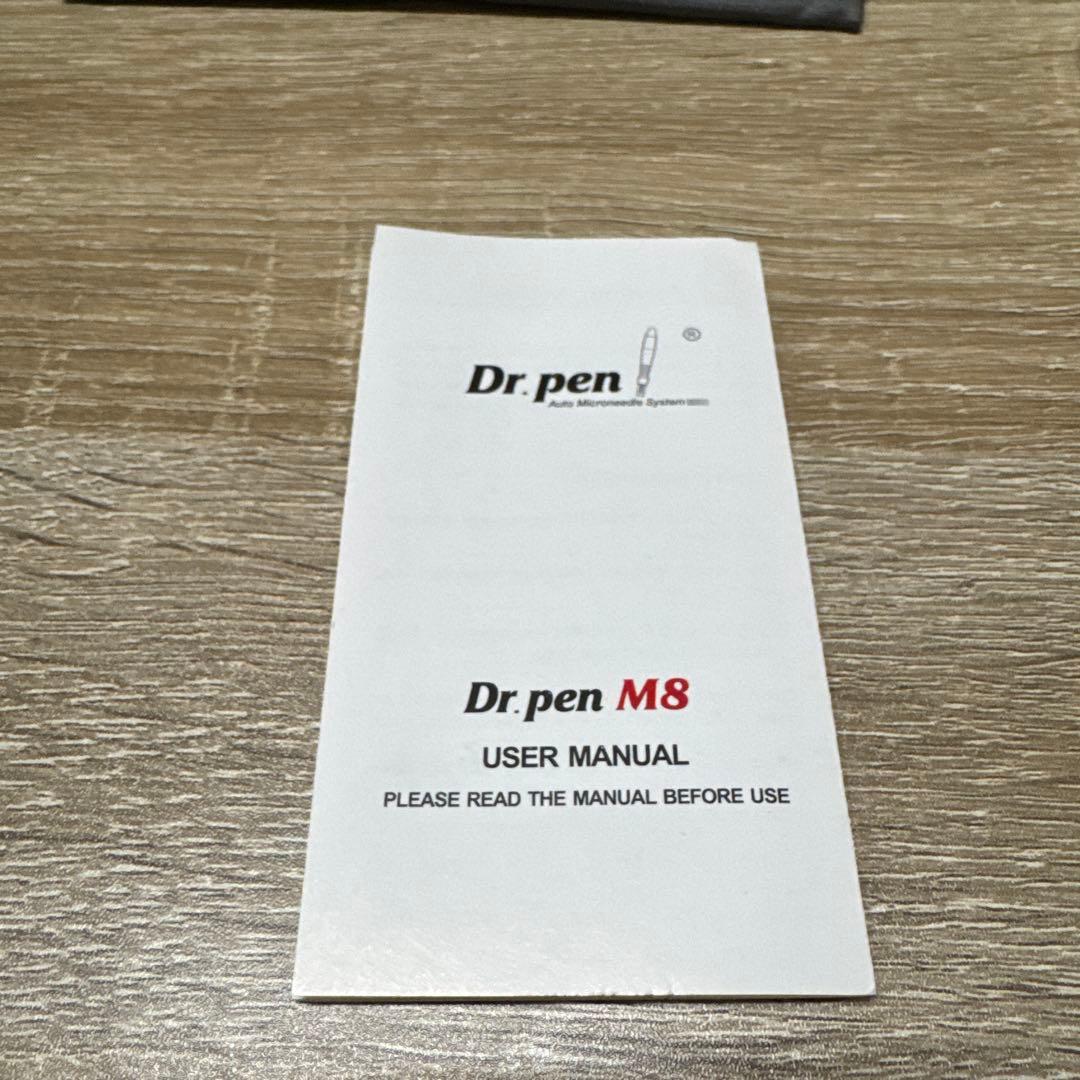 Dr. pen ®
Auto Microneedle System
Dr. pen M8
USER MANUAL
PLEASE READ THE MANUAL BEFORE USE